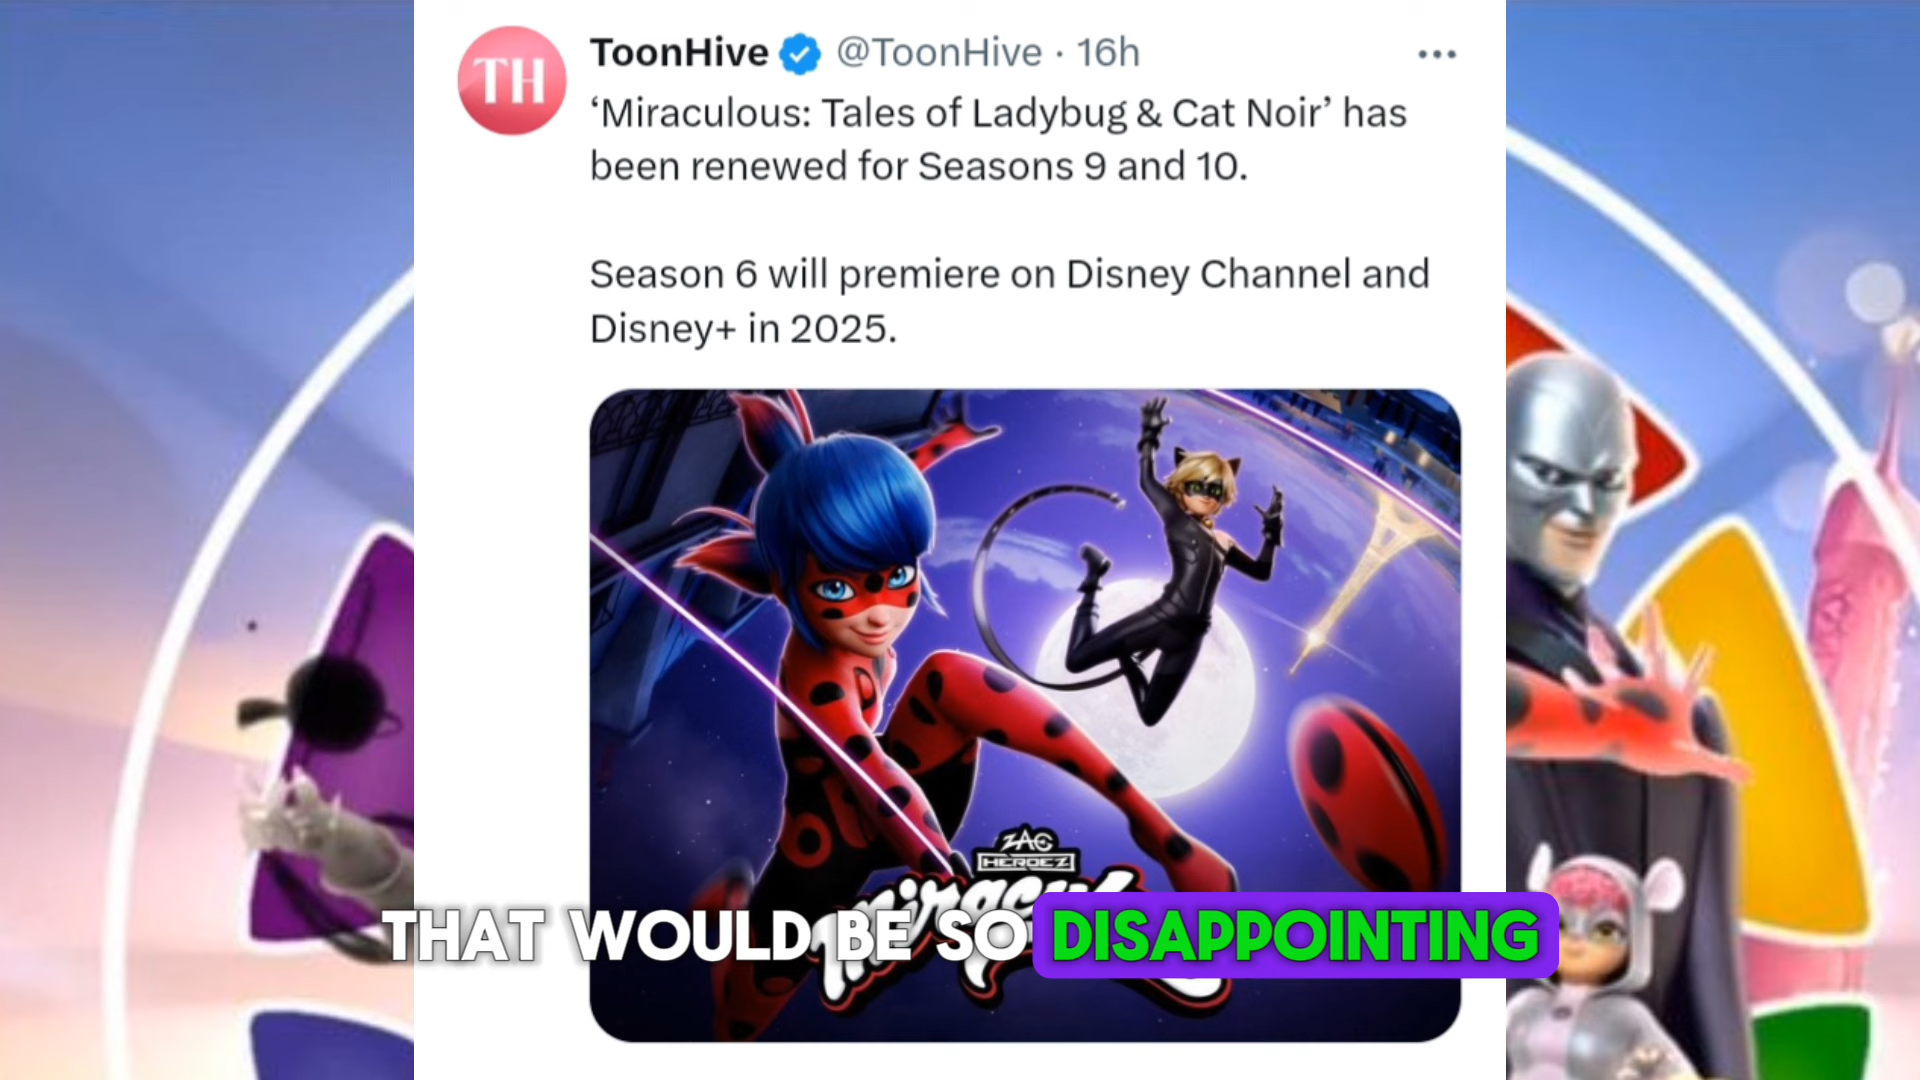 TH
ToonHive @ToonHive · 16h
‘Miraculous: Tales of Ladybug & Cat Noir’ has
been renewed for Seasons 9 and 10.
Season 6 will premiere on Disney Channel and
Disney+ in 2025.
ZAG
HEROEZ
THAT WOULD BE SO DISAPPOINTING